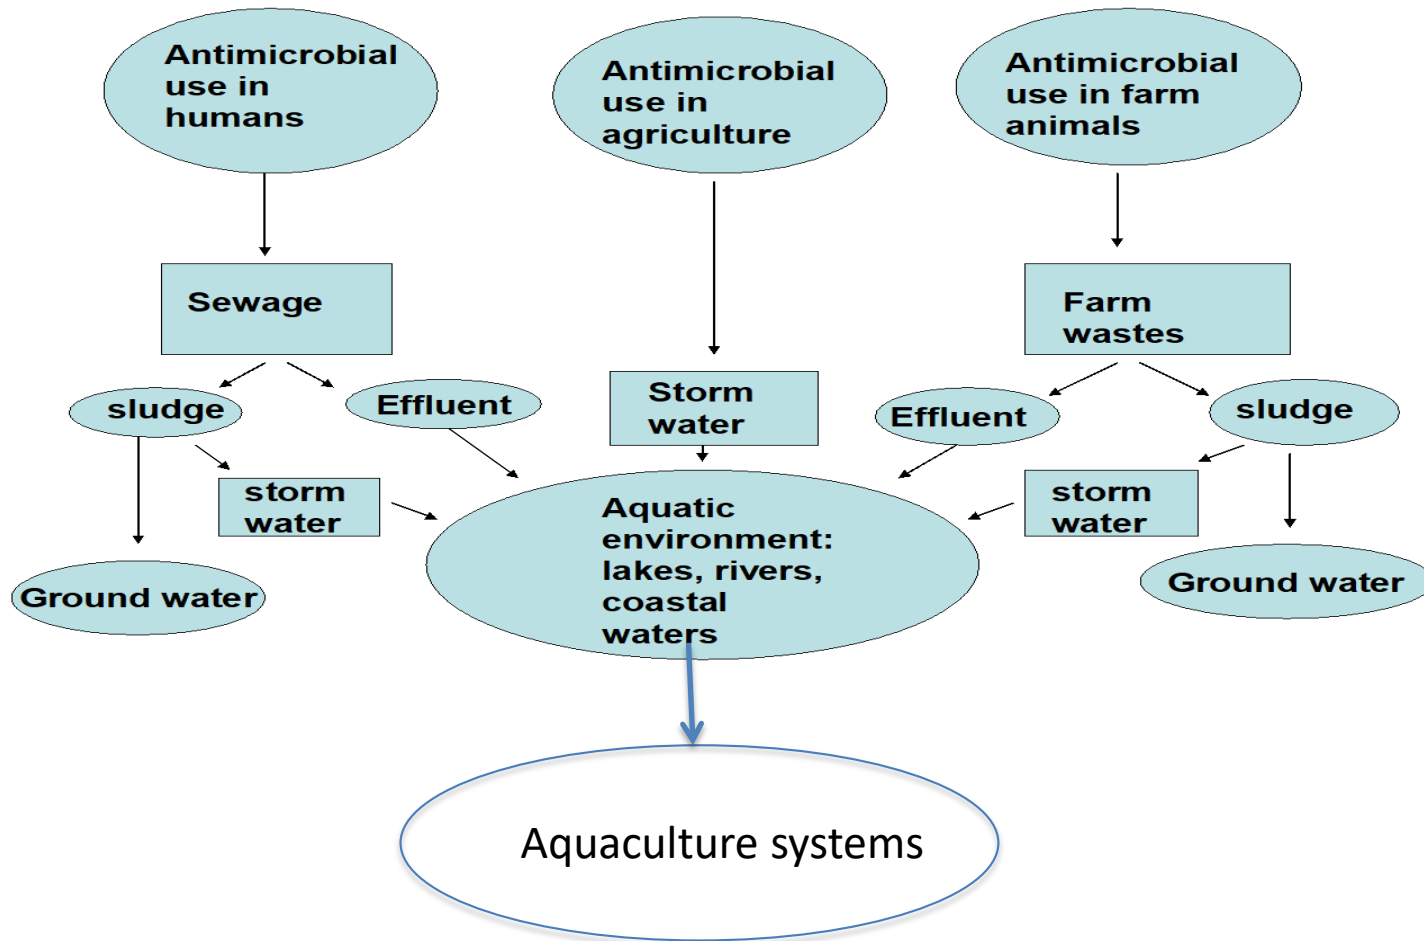 Antimicrobial
use in
humans
Antimicrobial
use in
agriculture
Antimicrobial
use in farm
animals
Sewage
Farm
wastes
sludge
Effluent
Storm
water
Effluent
sludge
storm
water
Aquatic
environment:
lakes, rivers,
coastal
waters
storm
water
Ground water
Ground water
Aquaculture systems